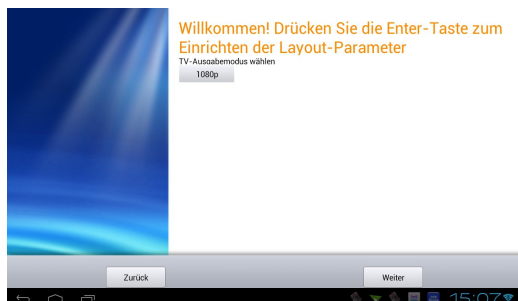 Willkommen! Drücken Sie die Enter-Taste zum
Einrichten der Layout-Parameter
TV-Ausgabemodus wählen
1080p
Zurück
Weiter
15:07